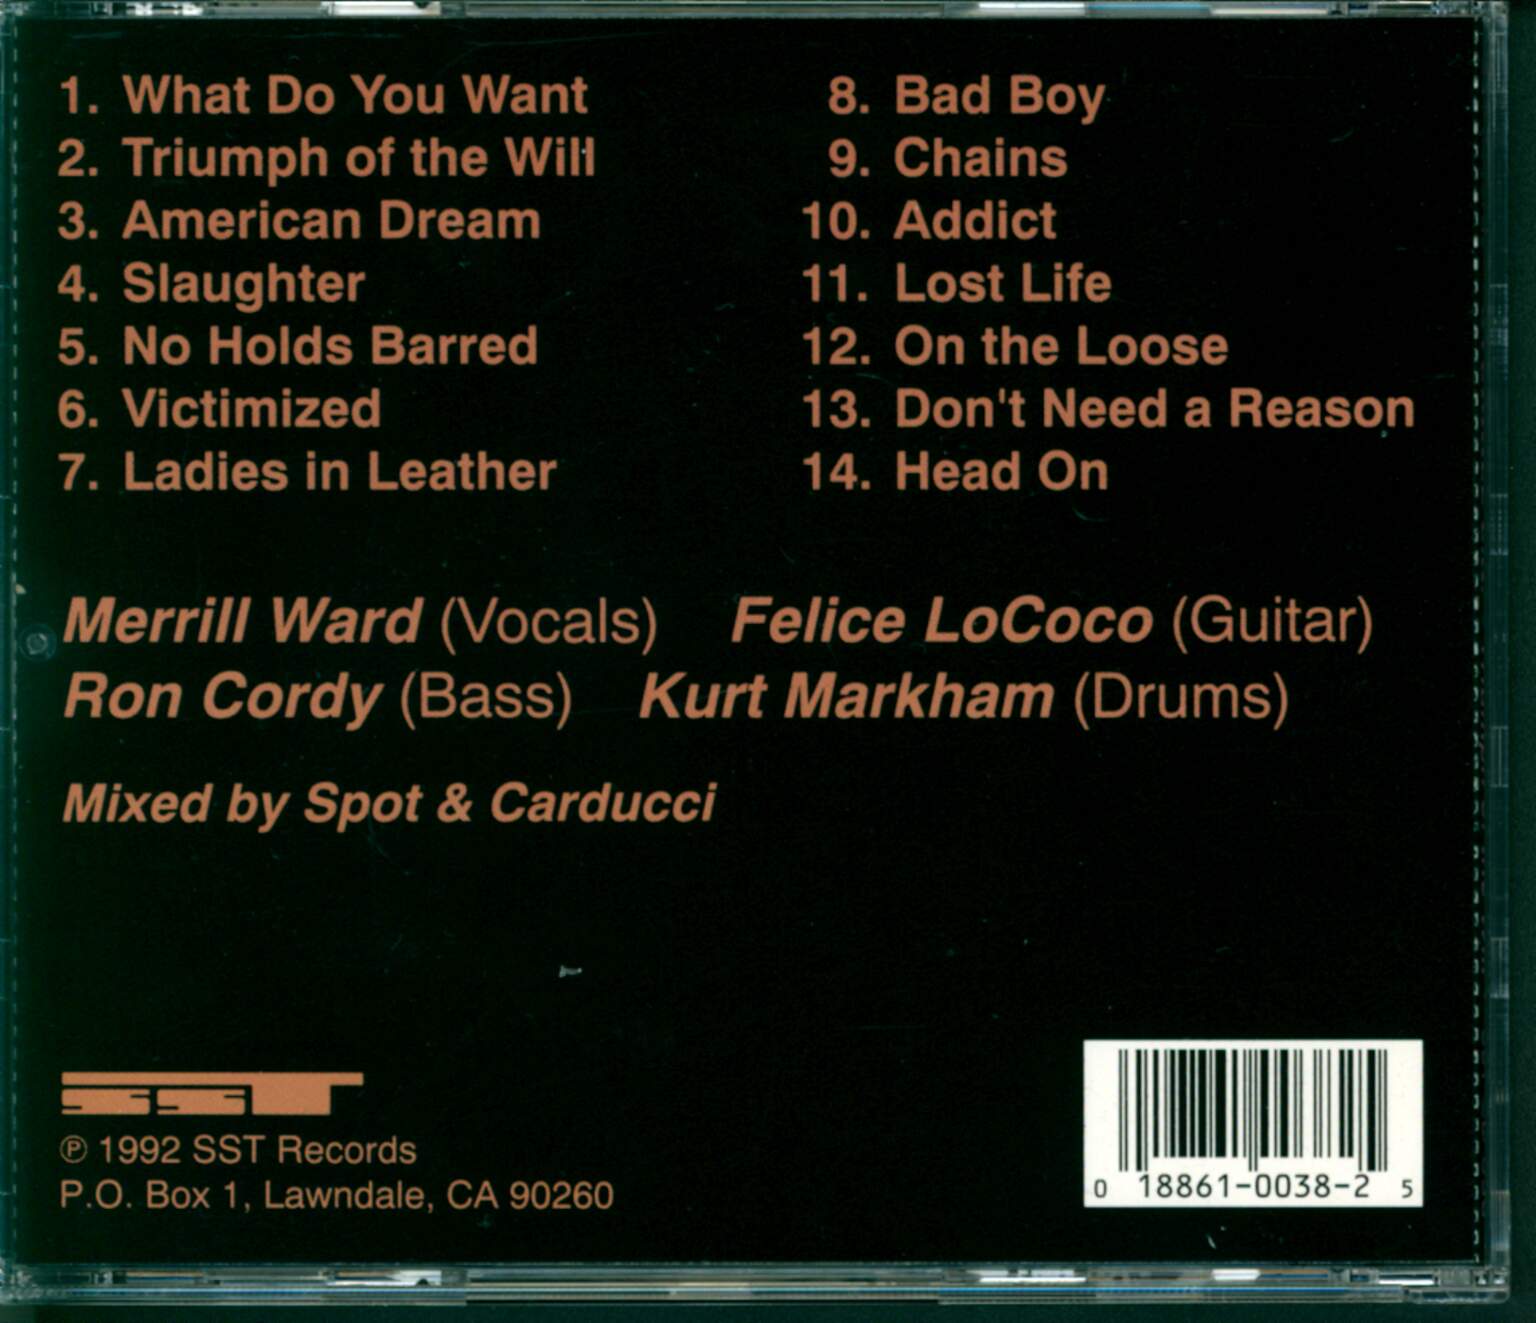 1. What Do You Want
2. Triumph of the Will
3. American Dream
4. Slaughter
5. No Holds Barred
6. Victimized
7. Ladies in Leather
8. Bad Boy
9. Chains
10. Addict
11. Lost Life
12. On the Loose
13. Don't Need a Reason
14. Head On
Merrill Ward (Vocals) Felice LoCoco (Guitar)
Ron Cordy (Bass) Kurt Markham (Drums)
Mixed by Spot & Carducci
SST
℗ 1992 SST Records
P.O. Box 1, Lawndale, CA 90260
0 18861-0038-2 5